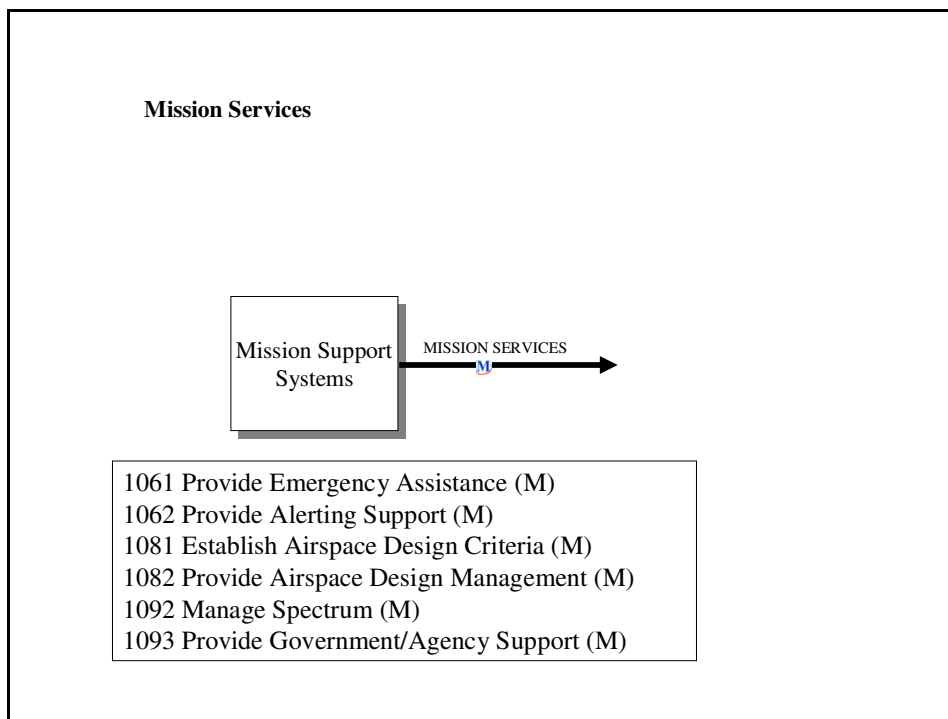 Mission Services
Mission Support
Systems
MISSION SERVICES
M
1061 Provide Emergency Assistance (M)
1062 Provide Alerting Support (M)
1081 Establish Airspace Design Criteria (M)
1082 Provide Airspace Design Management (M)
1092 Manage Spectrum (M)
1093 Provide Government/Agency Support (M)